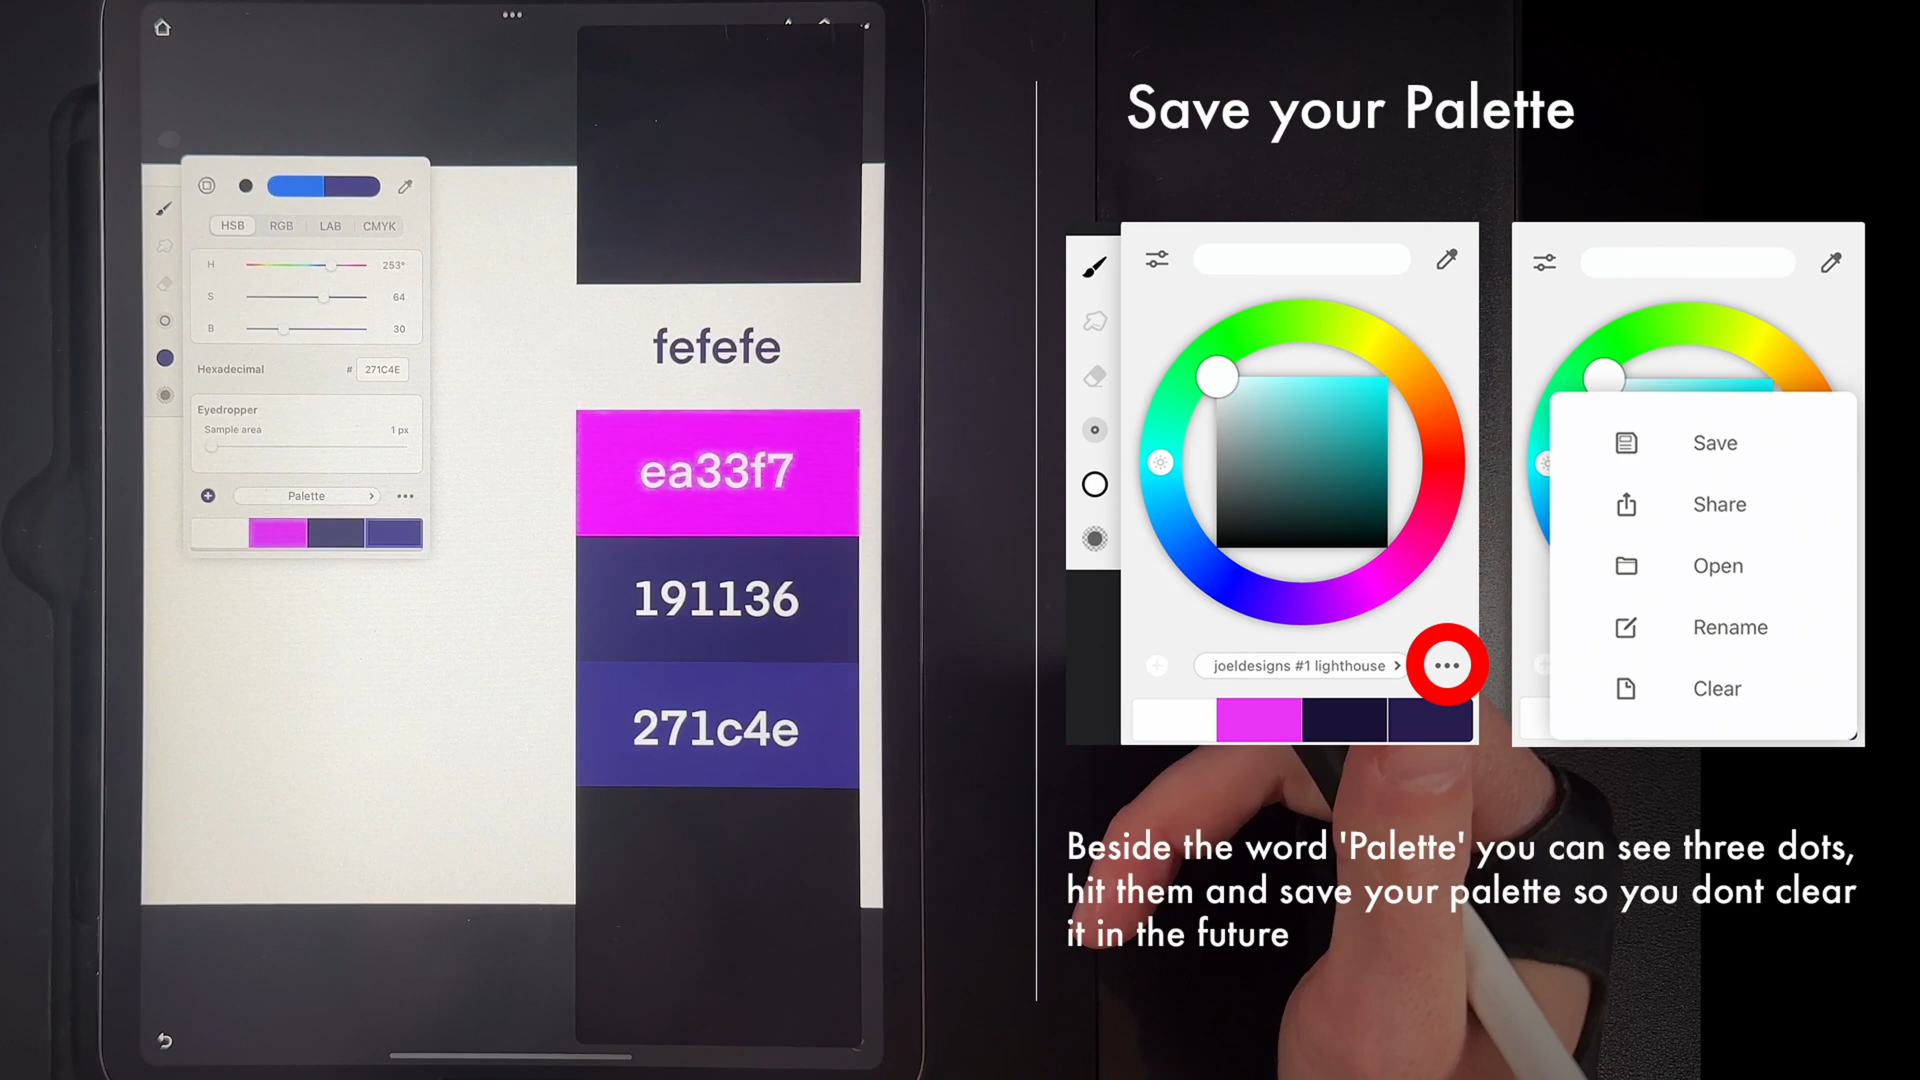 HSB RGB LAB CMYK
H 253°
S 64
B 30
Hexadecimal # 271C4E
Eyedropper
Sample area 1 px
Palette
fefefe
ea33f7
191136
271c4e
Save your Palette
joeldesigns #1 lighthouse
Save
Share
Open
Rename
Clear
Beside the word 'Palette' you can see three dots,
hit them and save your palette so you dont clear
it in the future